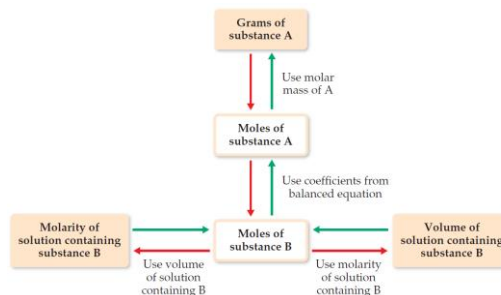 Grams of
substance A
Use molar
mass of A
Moles of
substance A
Use coefficients from
balanced equation
Molarity of
solution containing
substance B
Moles of
substance B
Volume of
solution containing
substance B
Use volume
of solution
containing B
Use molarity
of solution
containing B